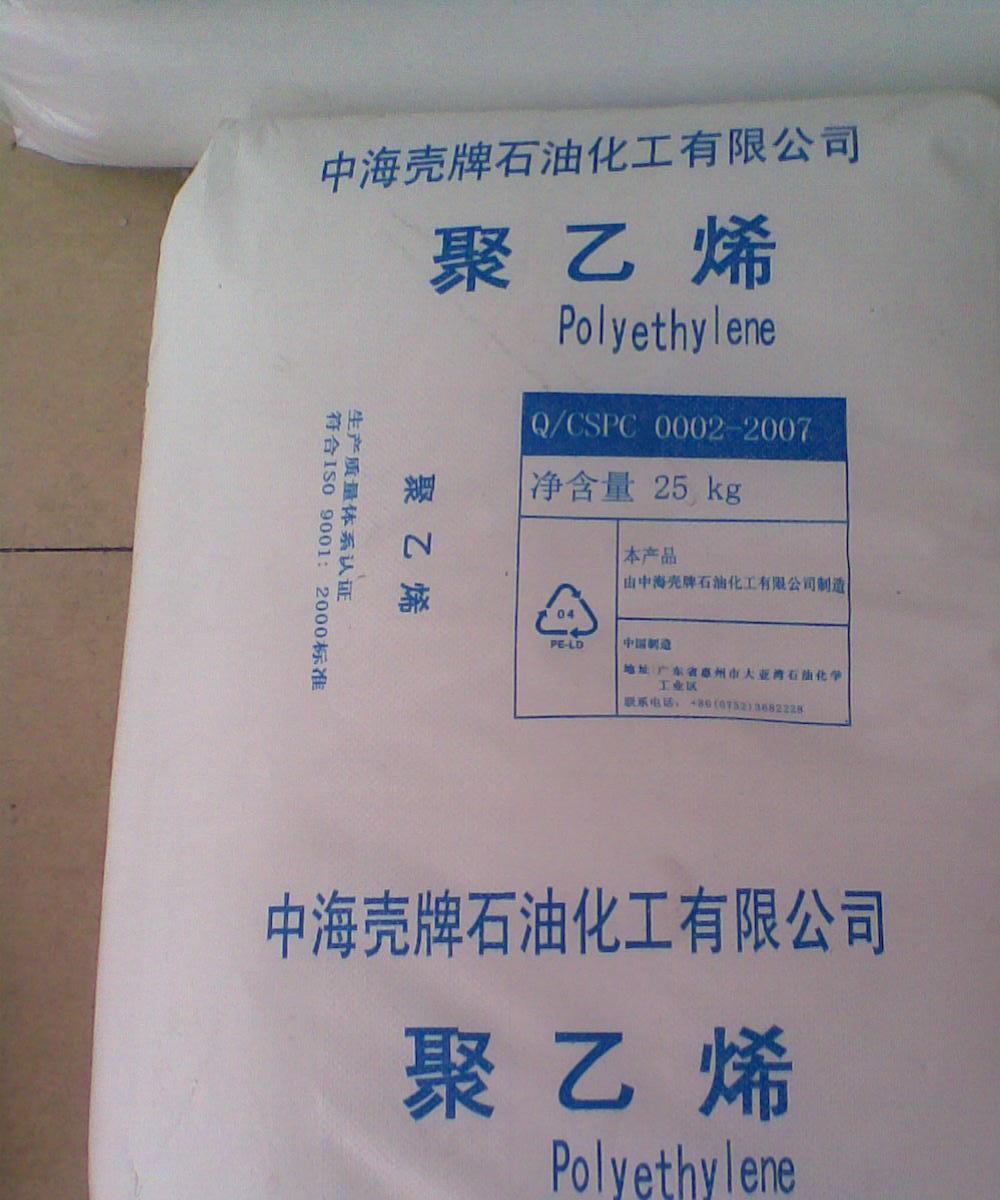 中海壳牌石油化工有限公司
聚乙烯
Polyethylene
Q/CSPC 0002-2007
净含量 25 kg
本产品
由中海壳牌石油化工有限公司制造
04
PE-LD
中国制造
地址:广东省惠州市大亚湾石油化学
工业区
联系电话: +86(0752)3682228
聚乙烯
生产质量体系认证
符合ISO 9001: 2000标准
中海壳牌石油化工有限公司
聚乙烯
Polyethylene